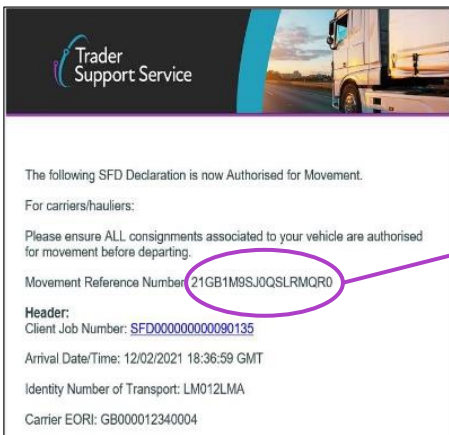 Trader
Support Service
The following SFD Declaration is now Authorised for Movement.
For carriers/hauliers:
Please ensure ALL consignments associated to your vehicle are authorised
for movement before departing.
Movement Reference Number: 21GB1M9SJ0QSLRMQR0
Header:
Client Job Number: SFD000000000090135
Arrival Date/Time: 12/02/2021 18:36:59 GMT
Identity Number of Transport: LM012LMA
Carrier EORI: GB000012340004